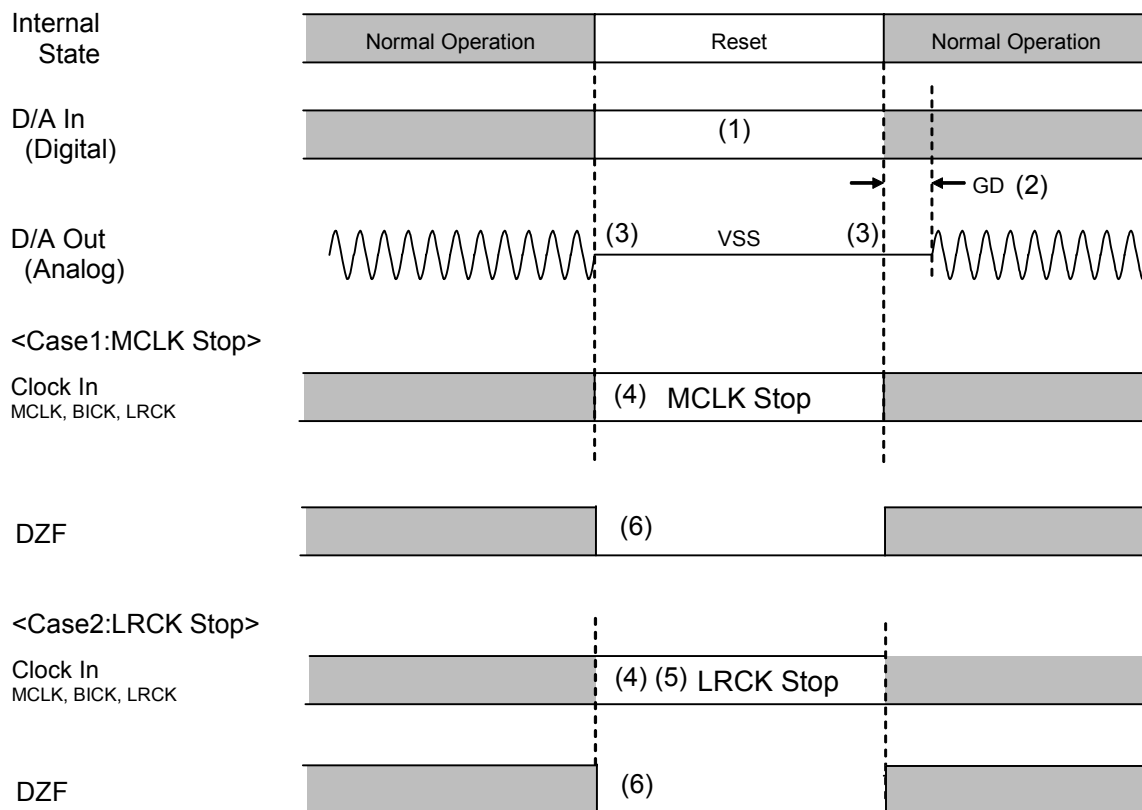 Internal
State
Normal Operation
Reset
Normal Operation
D/A In
(Digital)
(1)
GD (2)
D/A Out
(Analog)
(3)
VSS
(3)
<Case1:MCLK Stop>
Clock In
MCLK, BICK, LRCK
(4) MCLK Stop
DZF
(6)
<Case2:LRCK Stop>
Clock In
MCLK, BICK, LRCK
(4) (5) LRCK Stop
DZF
(6)